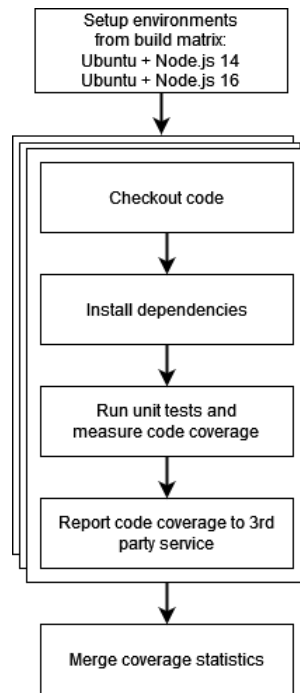 Setup environments
from build matrix:
Ubuntu + Node.js 14
Ubuntu + Node.js 16
Checkout code
Install dependencies
Run unit tests and
measure code coverage
Report code coverage to 3rd
party service
Merge coverage statistics